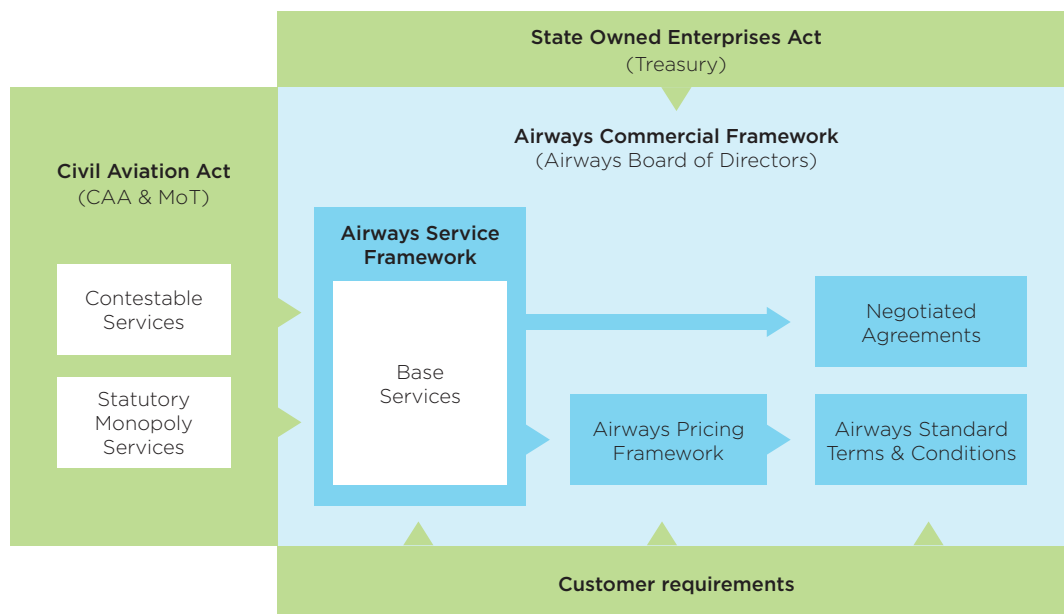 State Owned Enterprises Act
(Treasury)
Civil Aviation Act
(CAA & MoT)
Contestable
Services
Statutory
Monopoly
Services
Airways Commercial Framework
(Airways Board of Directors)
Airways Service
Framework
Base
Services
Negotiated
Agreements
Airways Pricing
Framework
Airways Standard
Terms & Conditions
Customer requirements